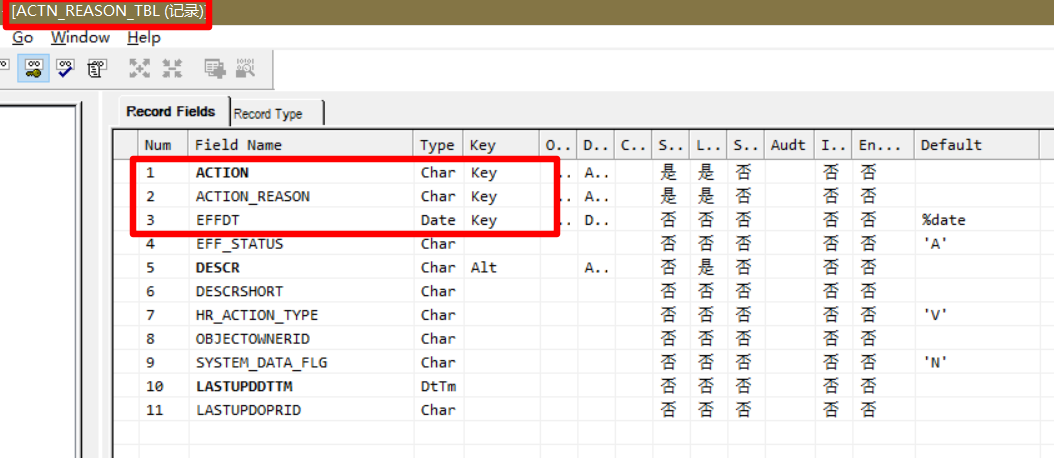 [ACTN_REASON_TBL (记录)]
Go Window Help
Record Fields Record Type
Num Field Name Type Key O.. D.. C.. S.. L.. S.. Audt I.. En... Default
1 ACTION Char Key .. A.. 是 是 否 否 否
2 ACTION_REASON Char Key .. A.. 是 是 否 否 否
3 EFFDT Date Key .. D.. 否 否 否 否 否 %date
4 EFF_STATUS Char 否 否 否 否 否 'A'
5 DESCR Char Alt A.. 否 是 否 否 否
6 DESCRSHORT Char 否 否 否 否 否
7 HR_ACTION_TYPE Char 否 否 否 否 否 'V'
8 OBJECTOWNERID Char 否 否 否 否 否
9 SYSTEM_DATA_FLG Char 否 否 否 否 否 'N'
10 LASTUPDDTTM DtTm 否 否 否 否 否
11 LASTUPDOPRID Char 否 否 否 否 否